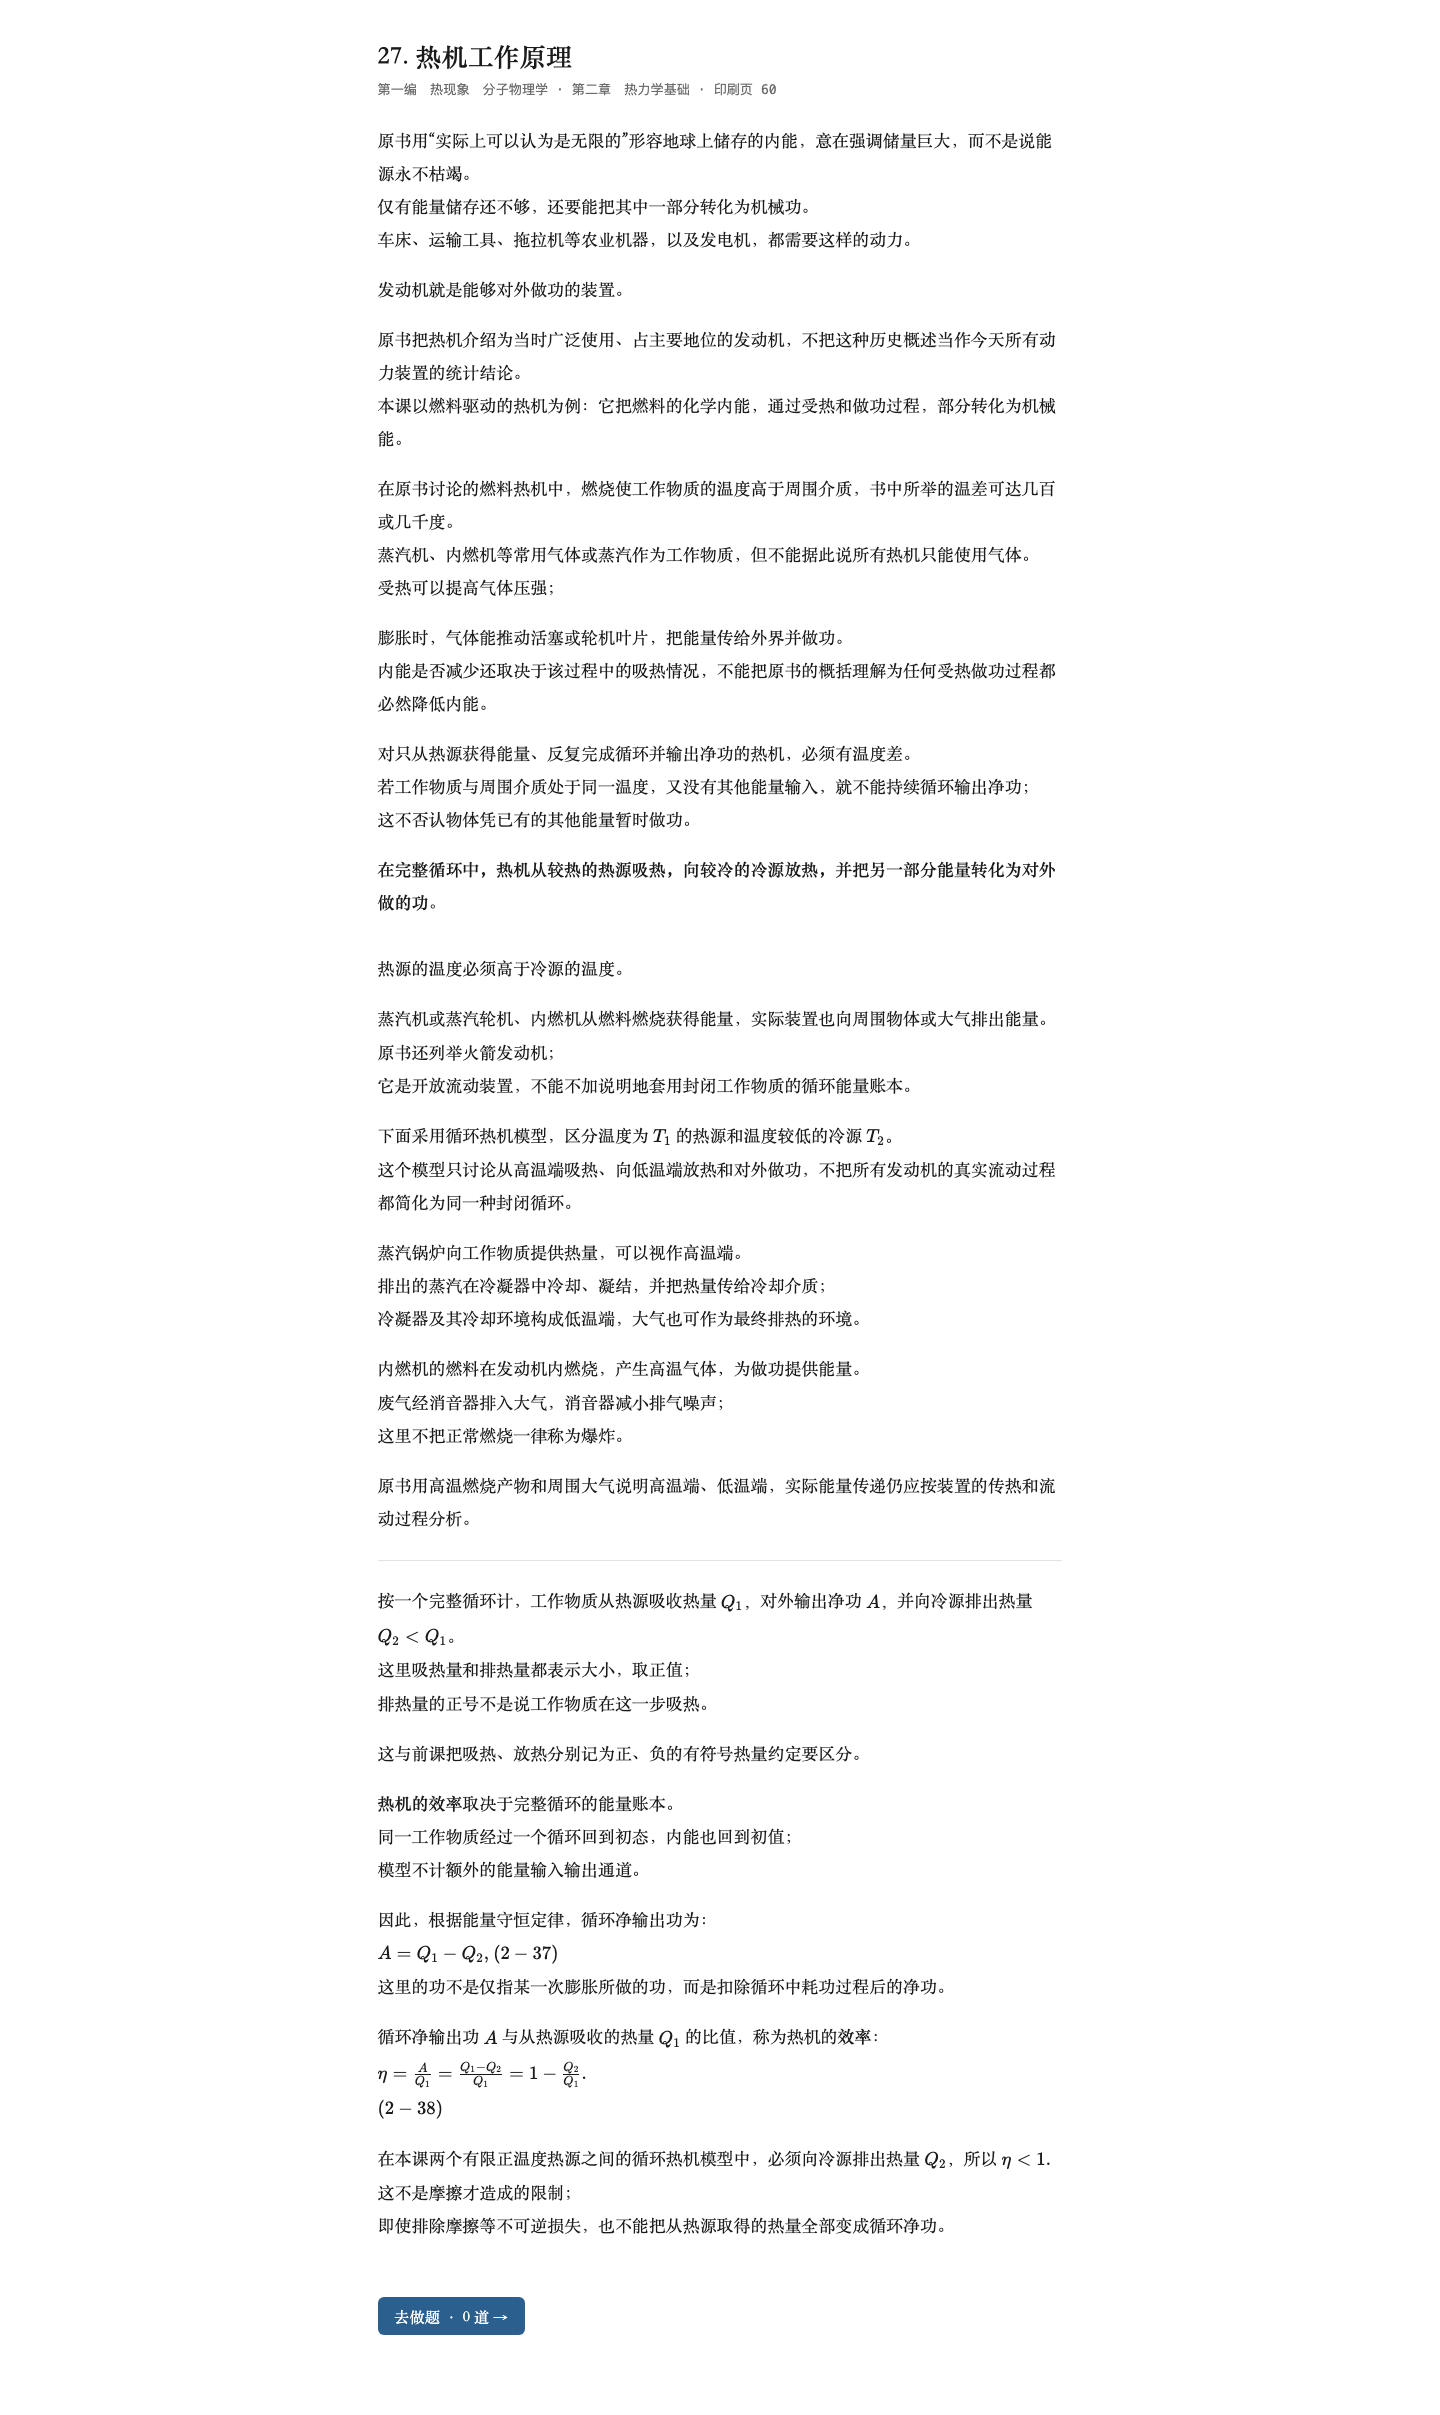 27. 热机工作原理
第一编 热现象 分子物理学 · 第二章 热力学基础 · 印刷页 60
原书用“实际上可以认为是无限的”形容地球上储存的内能，意在强调储量巨大，而不是说能
源永不枯竭。
仅有能量储存还不够，还要能把其中一部分转化为机械功。
车床、运输工具、拖拉机等农业机器，以及发电机，都需要这样的动力。
发动机就是能够对外做功的装置。
原书把热机介绍为当时广泛使用、占主要地位的发动机，不把这种历史概述当作今天所有动
力装置的统计结论。
本课以燃料驱动的热机为例：它把燃料的化学内能，通过受热和做功过程，部分转化为机械
能。
在原书讨论的燃料热机中，燃烧使工作物质的温度高于周围介质，书中所举的温差可达几百
或几千度。
蒸汽机、内燃机等常用气体或蒸汽作为工作物质，但不能据此说所有热机只能使用气体。
受热可以提高气体压强；
膨胀时，气体能推动活塞或轮机叶片，把能量传给外界并做功。
内能是否减少还取决于该过程中的吸热情况，不能把原书的概括理解为任何受热做功过程都
必然降低内能。
对只从热源获得能量、反复完成循环并输出净功的热机，必须有温度差。
若工作物质与周围介质处于同一温度，又没有其他能量输入，就不能持续循环输出净功；
这不否认物体凭已有的其他能量暂时做功。
在完整循环中，热机从较热的热源吸热，向较冷的冷源放热，并把另一部分能量转化为对外
做的功。
热源的温度必须高于冷源的温度。
蒸汽机或蒸汽轮机、内燃机从燃料燃烧获得能量，实际装置也向周围物体或大气排出能量。
原书还列举火箭发动机；
它是开放流动装置，不能不加说明地套用封闭工作物质的循环能量账本。
下面采用循环热机模型，区分温度为 T₁ 的热源和温度较低的冷源 T₂。
这个模型只讨论从高温端吸热、向低温端放热和对外做功，不把所有发动机的真实流动过程
都简化为同一种封闭循环。
蒸汽锅炉向工作物质提供热量，可以视作高温端。
排出的蒸汽在冷凝器中冷却、凝结，并把热量传给冷却介质；
冷凝器及其冷却环境构成低温端，大气也可作为最终排热的环境。
内燃机的燃料在发动机内燃烧，产生高温气体，为做功提供能量。
废气经消音器排入大气，消音器减小排气噪声；
这里不把正常燃烧一律称为爆炸。
原书用高温燃烧产物和周围大气说明高温端、低温端，实际能量传递仍应按装置的传热和流
动过程分析。
按一个完整循环计，工作物质从热源吸收热量 Q₁，对外输出净功 A，并向冷源排出热量
Q₂ < Q₁。
这里吸热量和排热量都表示大小，取正值；
排热量的正号不是说工作物质在这一步吸热。
这与前课把吸热、放热分别记为正、负的有符号热量约定要区分。
热机的效率取决于完整循环的能量账本。
同一工作物质经过一个循环回到初态，内能也回到初值；
模型不计额外的能量输入输出通道。
因此，根据能量守恒定律，循环净输出功为：
A = Q₁ − Q₂, (2 − 37)
这里的功不是仅指某一次膨胀所做的功，而是扣除循环中耗功过程后的净功。
循环净输出功 A 与从热源吸收的热量 Q₁ 的比值，称为热机的效率：
η = A/Q₁ = (Q₁−Q₂)/Q₁ = 1 − Q₂/Q₁.
(2 − 38)
在本课两个有限正温度热源之间的循环热机模型中，必须向冷源排出热量 Q₂，所以 η < 1.
这不是摩擦才造成的限制；
即使排除摩擦等不可逆损失，也不能把从热源取得的热量全部变成循环净功。
去做题 · 0 道 →